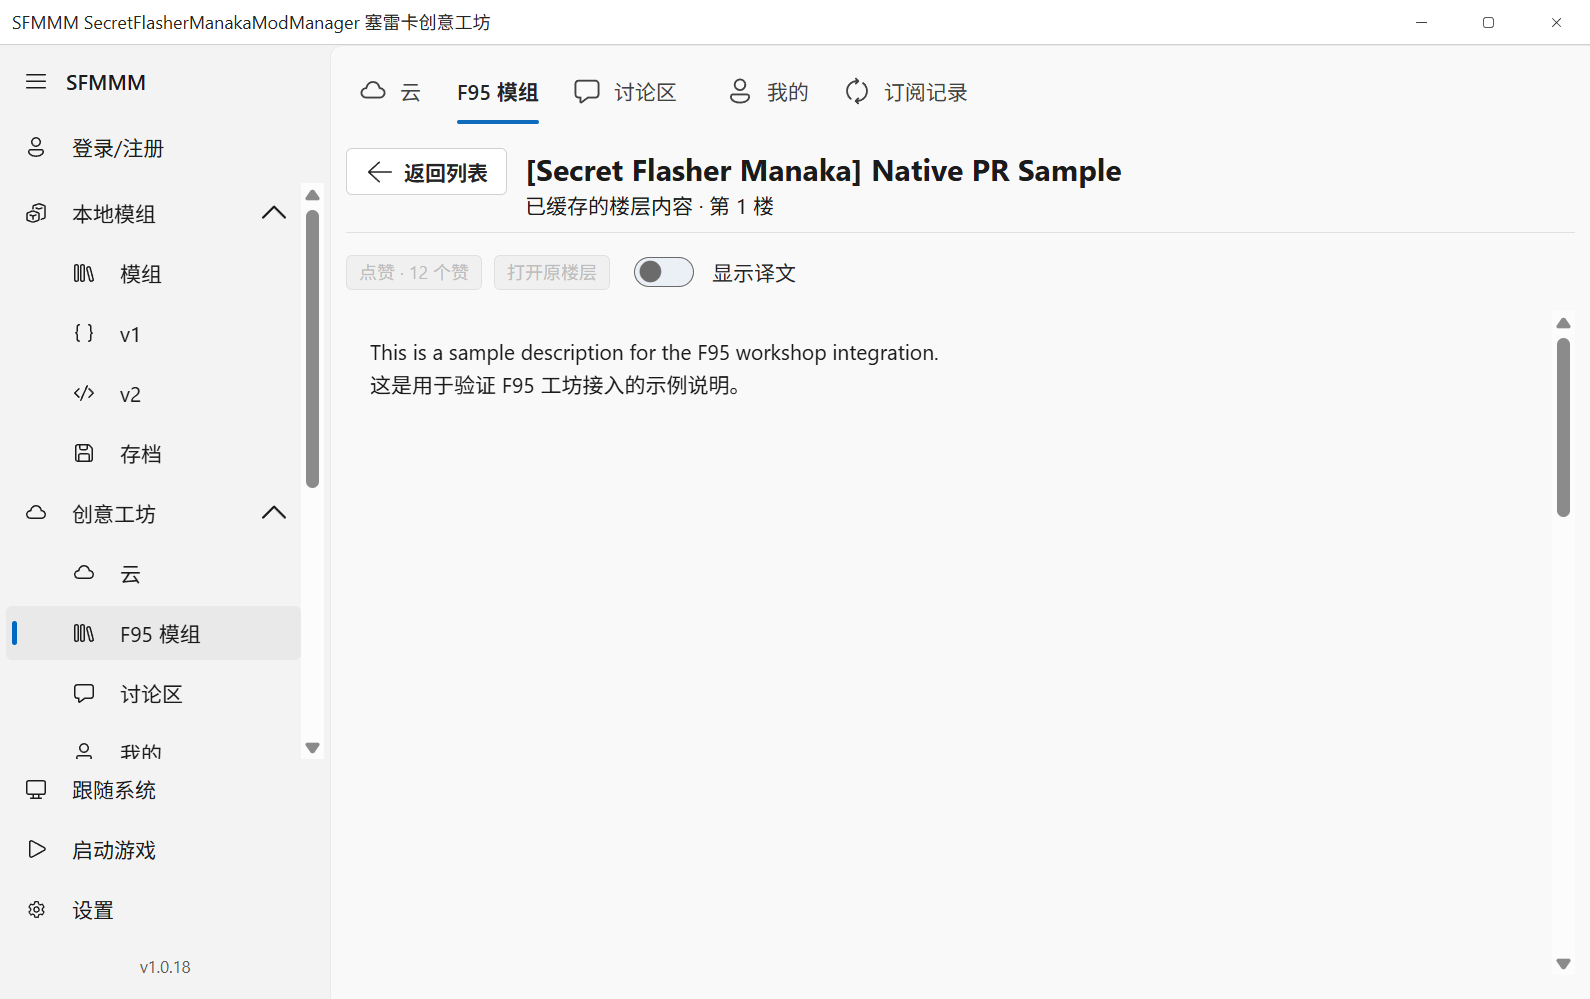 SFMMM SecretFlasherManakaModManager 塞雷卡创意工坊
SFMMM
登录/注册
本地模组
模组
v1
v2
存档
创意工坊
云
F95 模组
讨论区
我的
跟随系统
启动游戏
设置
v1.0.18
云
F95 模组
讨论区
我的
订阅记录
返回列表
[Secret Flasher Manaka] Native PR Sample
已缓存的楼层内容 · 第 1 楼
点赞 · 12 个赞
打开原楼层
显示译文
This is a sample description for the F95 workshop integration.
这是用于验证 F95 工坊接入的示例说明。